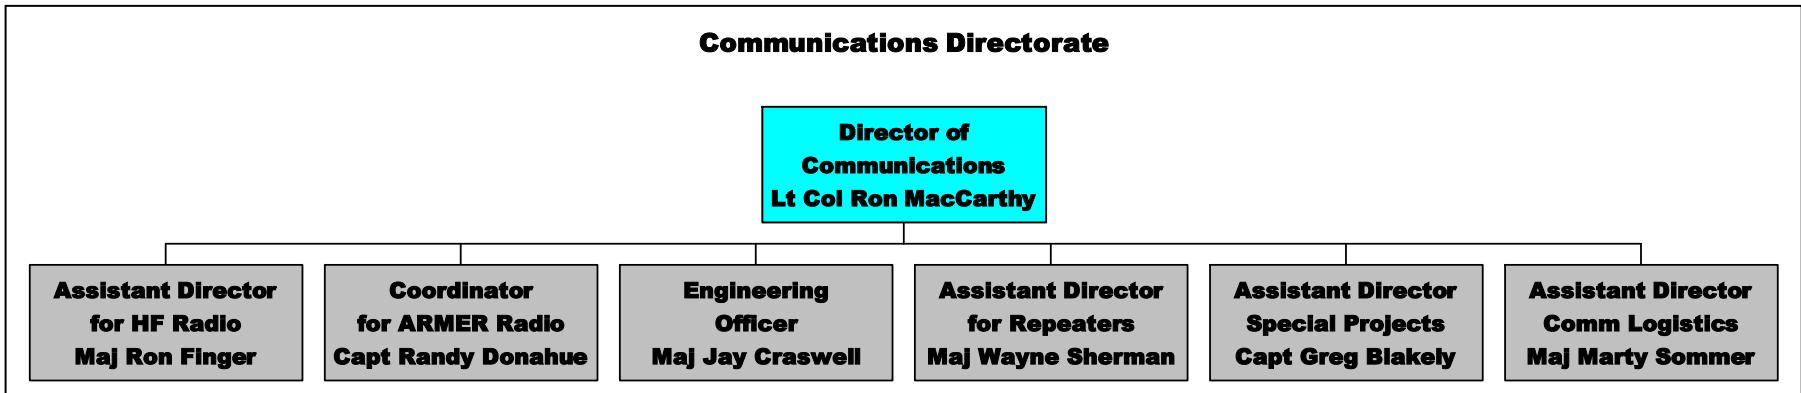 Communications Directorate
Director of
Communications
Lt Col Ron MacCarthy
Assistant Director
for HF Radio
Maj Ron Finger
Coordinator
for ARMER Radio
Capt Randy Donahue
Engineering
Officer
Maj Jay Craswell
Assistant Director
for Repeaters
Maj Wayne Sherman
Assistant Director
Special Projects
Capt Greg Blakely
Assistant Director
Comm Logistics
Maj Marty Sommer